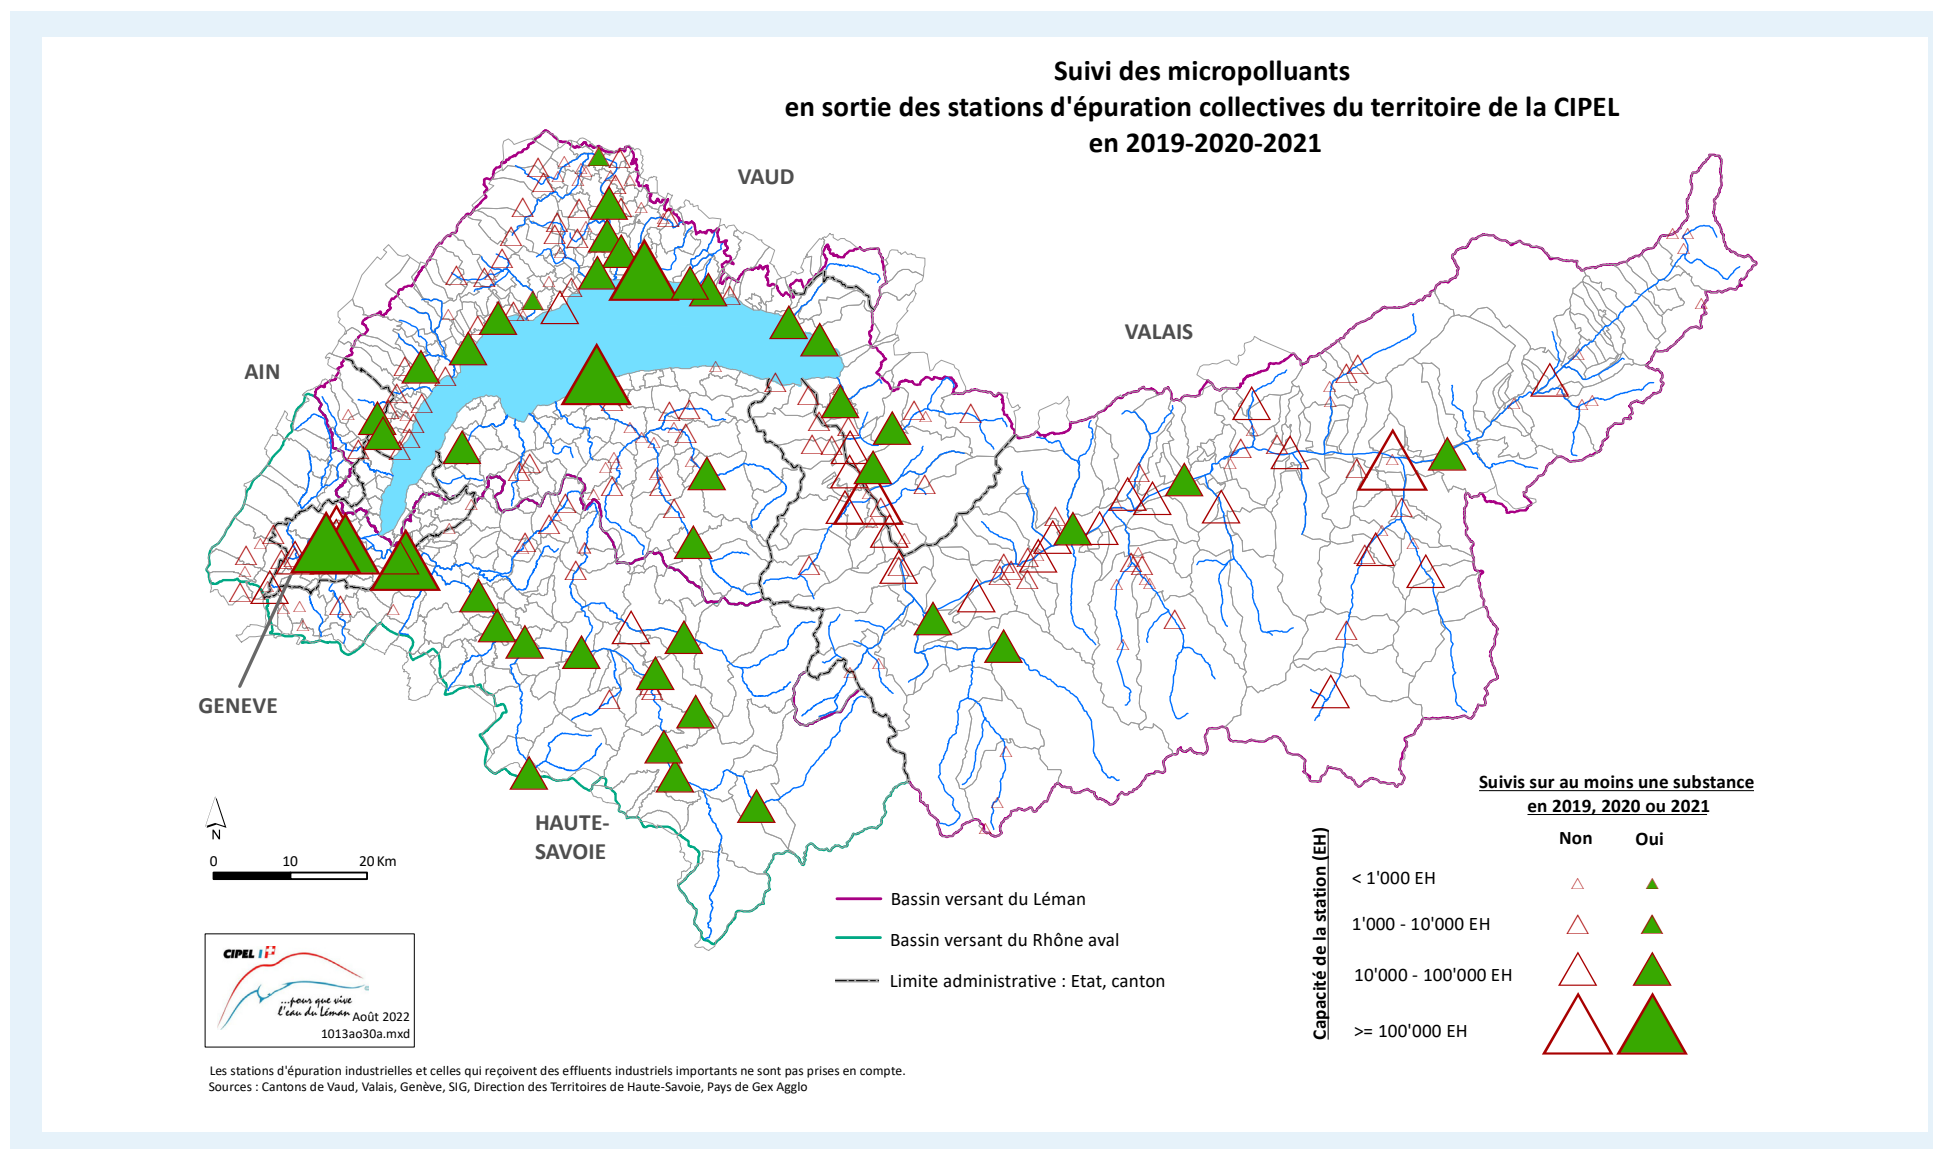 Suivi des micropolluants
en sortie des stations d'épuration collectives du territoire de la CIPEL
en 2019-2020-2021
VAUD
VALAIS
AIN
GENEVE
HAUTE-
SAVOIE
N
0 10 20 Km
Bassin versant du Léman
Bassin versant du Rhône aval
Limite administrative : Etat, canton
Suivis sur au moins une substance
en 2019, 2020 ou 2021
Non Oui
Capacité de la station (EH)
< 1'000 EH
1'000 - 10'000 EH
10'000 - 100'000 EH
>= 100'000 EH
CIPEL
...pour que vive
l'eau du Léman
Août 2022
1013ao30a.mxd
Les stations d'épuration industrielles et celles qui reçoivent des effluents industriels importants ne sont pas prises en compte.
Sources : Cantons de Vaud, Valais, Genève, SIG, Direction des Territoires de Haute-Savoie, Pays de Gex Agglo